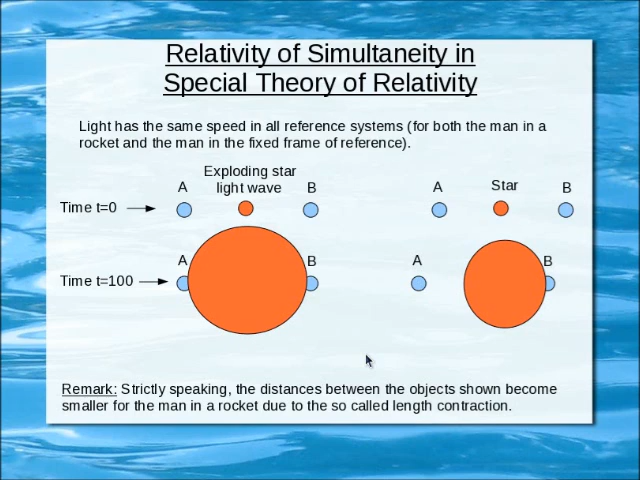 Relativity of Simultaneity in
Special Theory of Relativity
Light has the same speed in all reference systems (for both the man in a
rocket and the man in the fixed frame of reference).
Exploding star
A light wave B A Star B
Time t=0
A B A B
Time t=100
Remark: Strictly speaking, the distances between the objects shown become
smaller for the man in a rocket due to the so called length contraction.